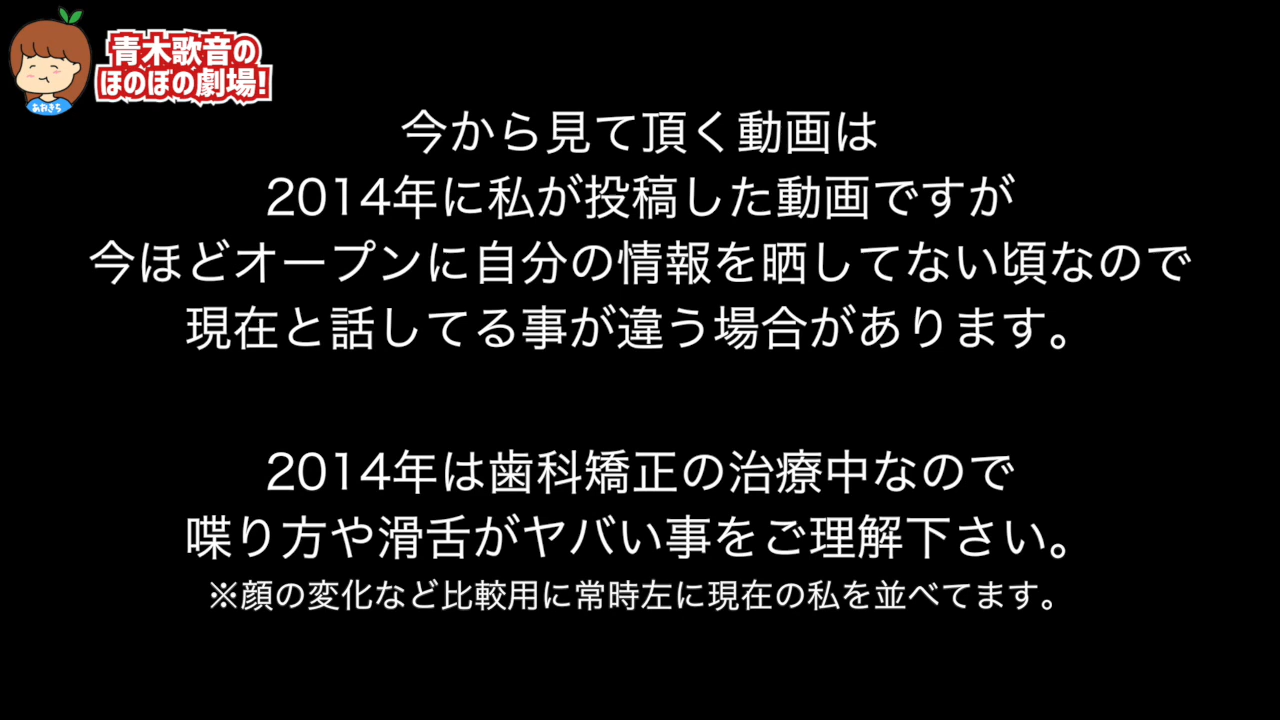 青木歌音の
ほのぼの劇場!
あおきら
今から見て頂く動画は
2014年に私が投稿した動画ですが
今ほどオープンに自分の情報を晒してない頃なので
現在と話してる事が違う場合があります。
2014年は歯科矯正の治療中なので
喋り方や滑舌がヤバい事をご理解下さい。
※顔の変化など比較用に常時左に現在の私を並べてます。